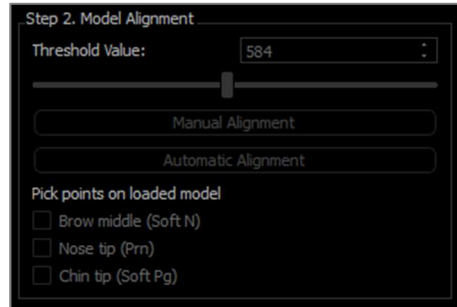 Step 2. Model Alignment
Threshold Value: 584
Manual Alignment
Automatic Alignment
Pick points on loaded model
Brow middle (Soft N)
Nose tip (Prn)
Chin tip (Soft Pg)